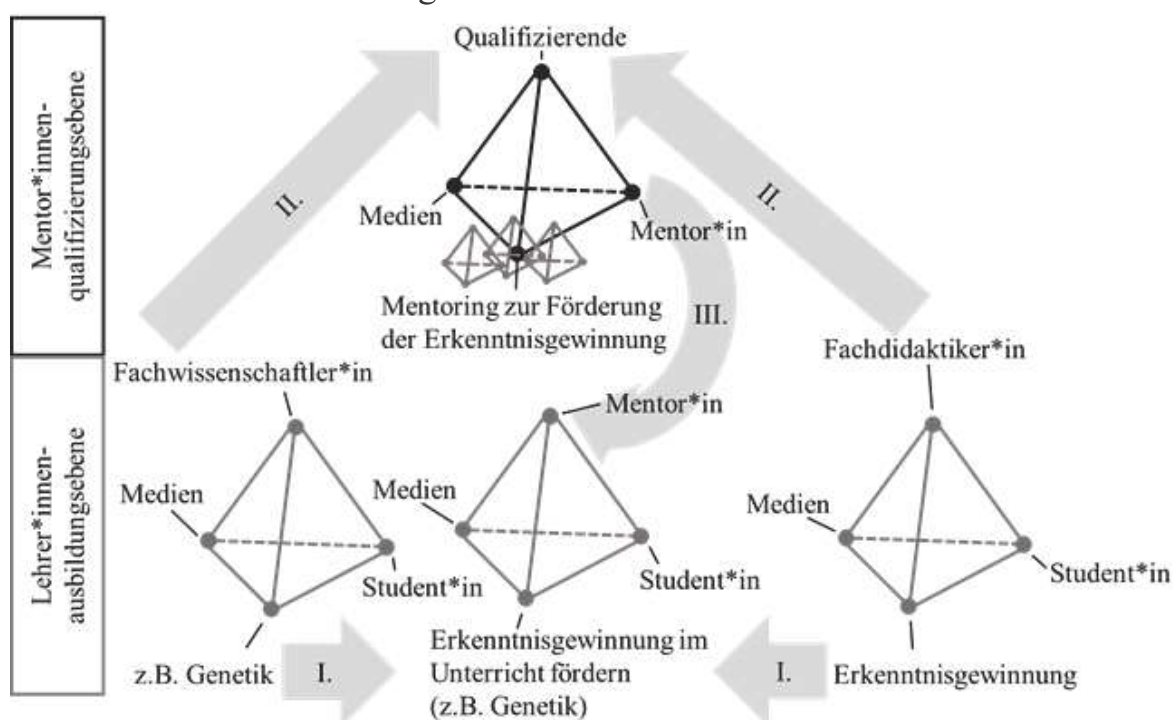 Mentor*innen-
qualifizierungsebene
Qualifizierende
II.
II.
Medien
Mentor*in
Mentoring zur Förderung
der Erkenntnisgewinnung
III.
Lehrer*innen-
ausbildungsebene
Fachwissenschaftler*in
Medien
Student*in
z.B. Genetik
I.
Mentor*in
Medien
Student*in
Erkenntnisgewinnung im
Unterricht fördern
(z.B. Genetik)
I.
Fachdidaktiker*in
Medien
Student*in
Erkenntnisgewinnung